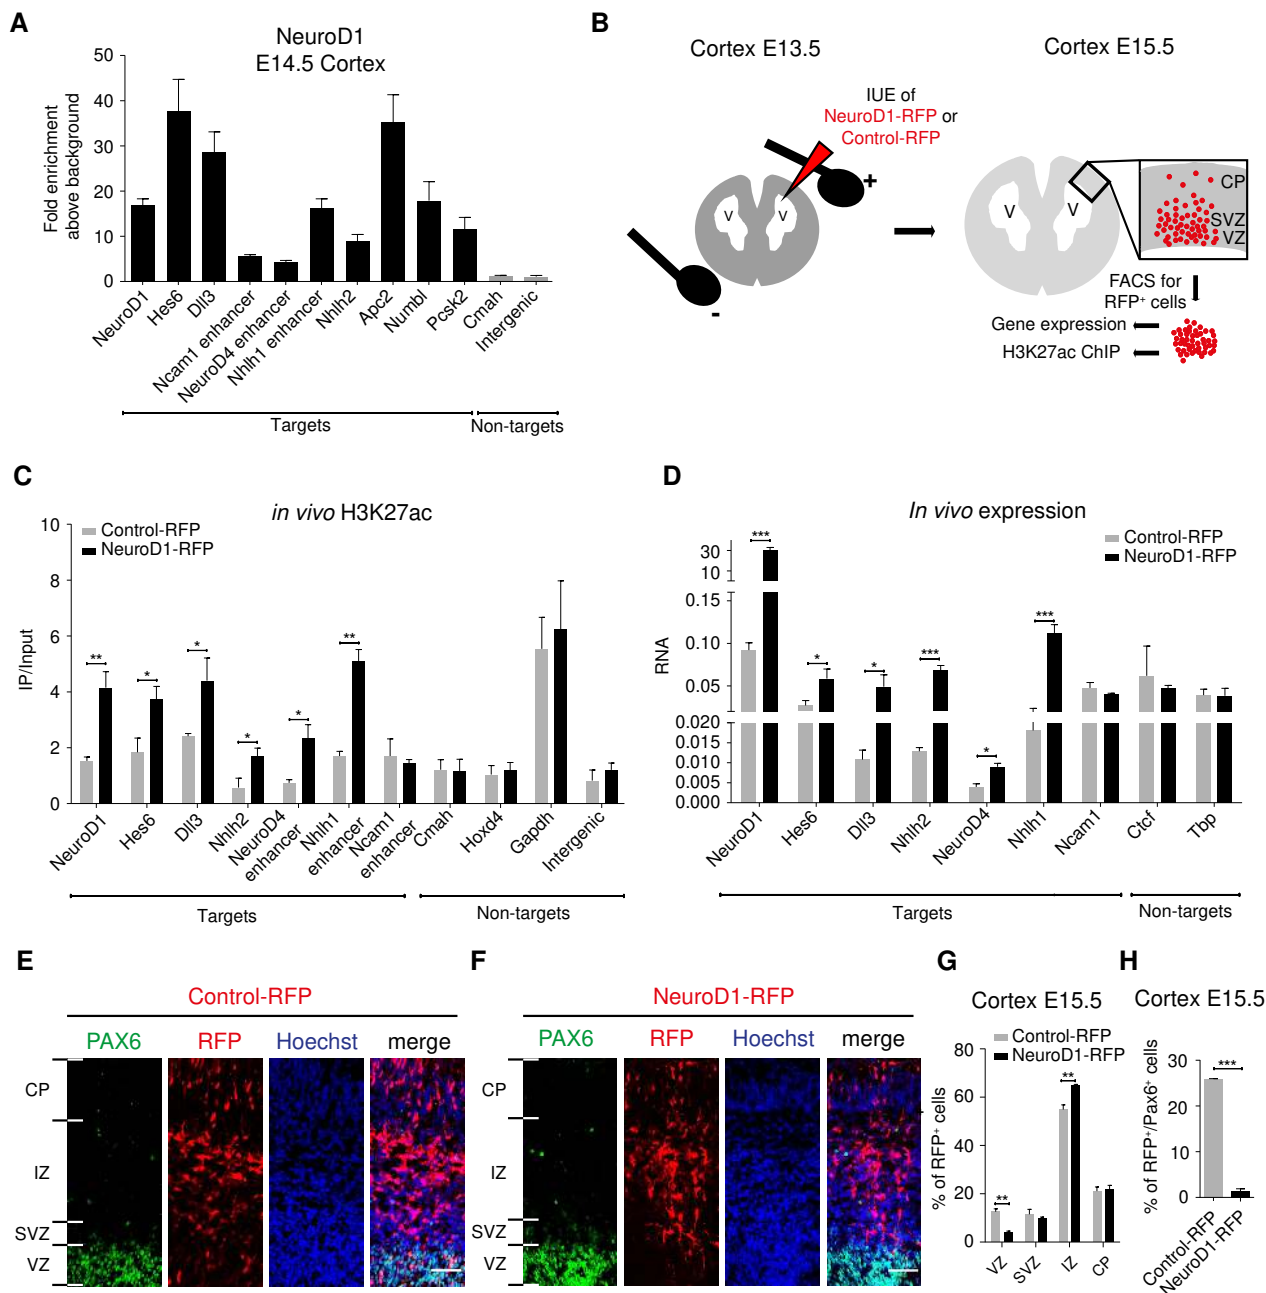 A
NeuroD1
E14.5 Cortex
Fold enrichment
above background
50
40
30
20
10
0
NeuroD1
Hes6
Dll3
Ncam1 enhancer
NeuroD4 enhancer
Nhlh1 enhancer
Nhlh2
Apc2
Numbl
Pcsk2
Cmah
Intergenic
Targets
Non-targets
B
Cortex E13.5
Cortex E15.5
IUE of
NeuroD1-RFP or
Control-RFP
V
V
+
-
V
V
CP
SVZ
VZ
FACS for
RFP+ cells
Gene expression
H3K27ac ChIP
C
in vivo H3K27ac
Control-RFP
NeuroD1-RFP
IP/Input
10
8
6
4
2
0
**
*
*
*
*
**
NeuroD1
Hes6
Dll3
Nhlh2
NeuroD4
enhancer
Nhlh1
enhancer
Ncam1
enhancer
Cmah
Hoxd4
Gapdh
Intergenic
Targets
Non-targets
D
In vivo expression
Control-RFP
NeuroD1-RFP
RNA
30
10
0.15
0.10
0.05
0.020
0.015
0.010
0.005
0.000
***
*
*
***
*
***
NeuroD1
Hes6
Dll3
Nhlh2
NeuroD4
Nhlh1
Ncam1
Ctcf
Tbp
Targets
Non-targets
E
Control-RFP
PAX6
RFP
Hoechst
merge
CP
IZ
SVZ
VZ
F
NeuroD1-RFP
PAX6
RFP
Hoechst
merge
CP
IZ
SVZ
VZ
G
Cortex E15.5
Control-RFP
NeuroD1-RFP
% of RFP+ cells
80
60
40
20
0
**
**
VZ
SVZ
IZ
CP
H
Cortex E15.5
% of RFP+/Pax6+ cells
30
20
10
0
***
Control-RFP
NeuroD1-RFP